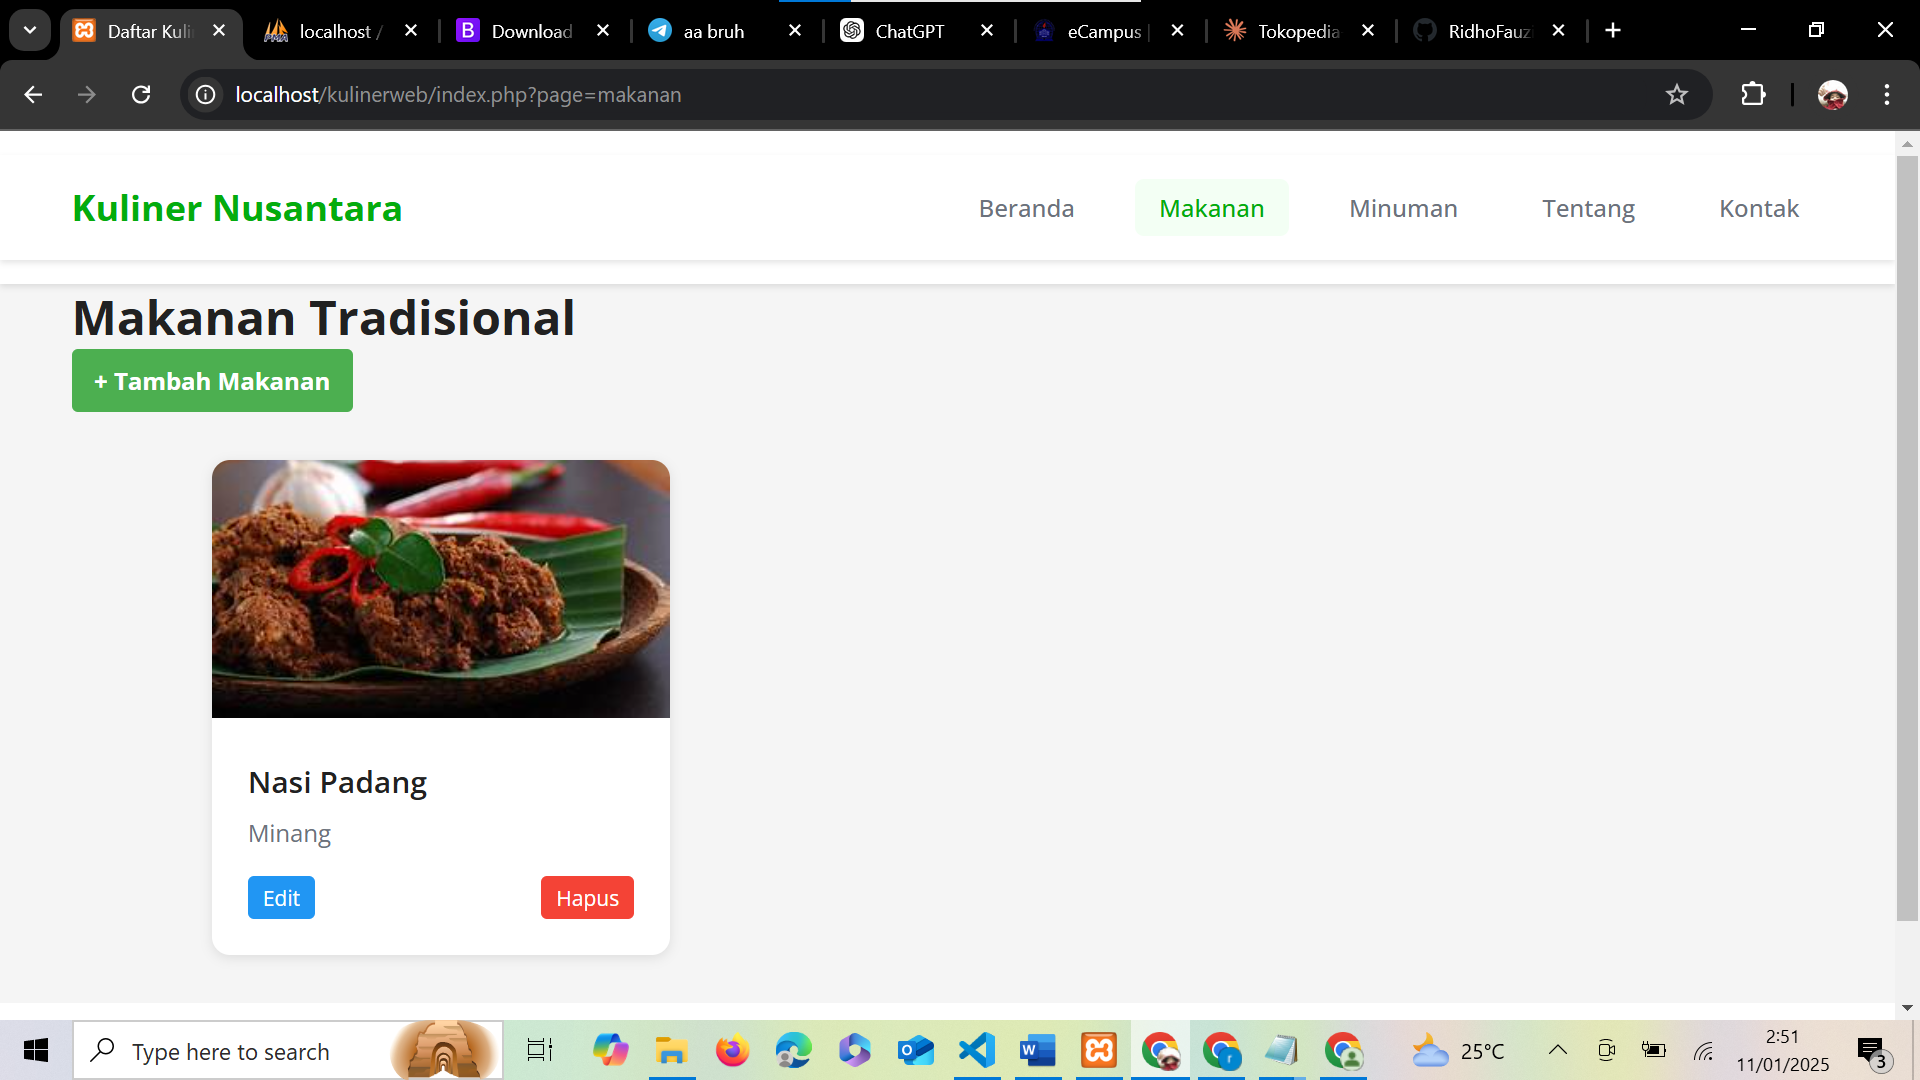 Daftar Kuli
localhost /
Download
aa bruh
ChatGPT
eCampus |
Tokopedia
RidhoFauz
localhost/kulinerweb/index.php?page=makanan
Kuliner Nusantara
Beranda
Makanan
Minuman
Tentang
Kontak
Makanan Tradisional
+ Tambah Makanan
Nasi Padang
Minang
Edit
Hapus
Type here to search
25°C
2:51
11/01/2025
3